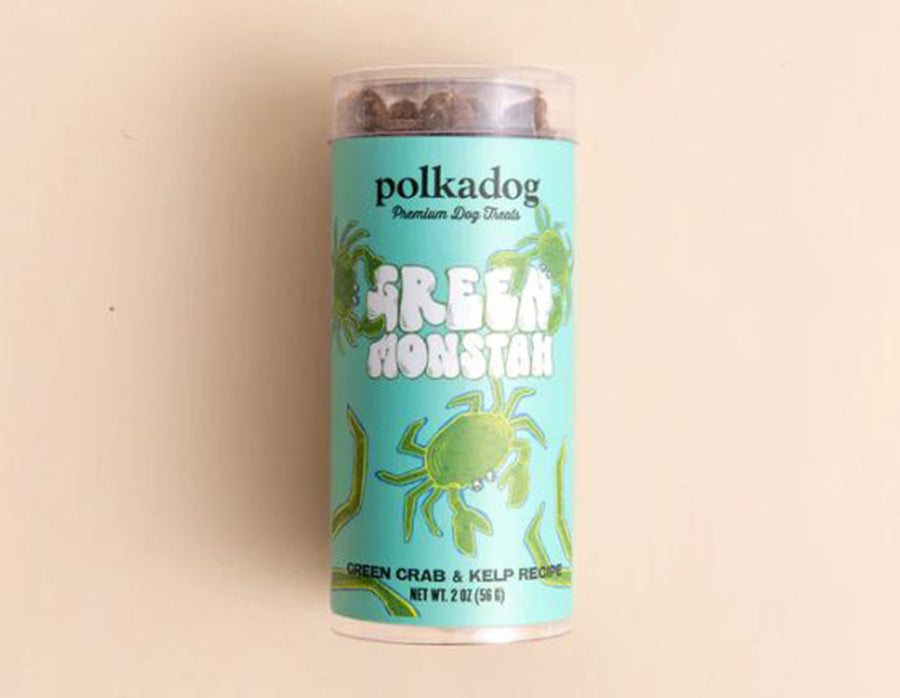 polkadog
Premium Dog Treats
GREEN
MONSTAH
GREEN CRAB & KELP RECIPE
NET WT. 2 OZ (56 G)